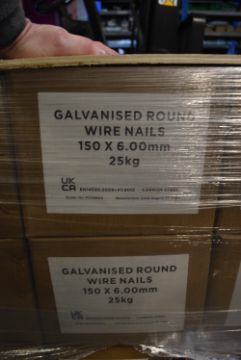 GALVANISED ROUND
WIRE NAILS
150 X 6.00mm
25kg
UK
CA
GALVANISED ROUND
WIRE NAILS
150 X 6.00mm
25kg